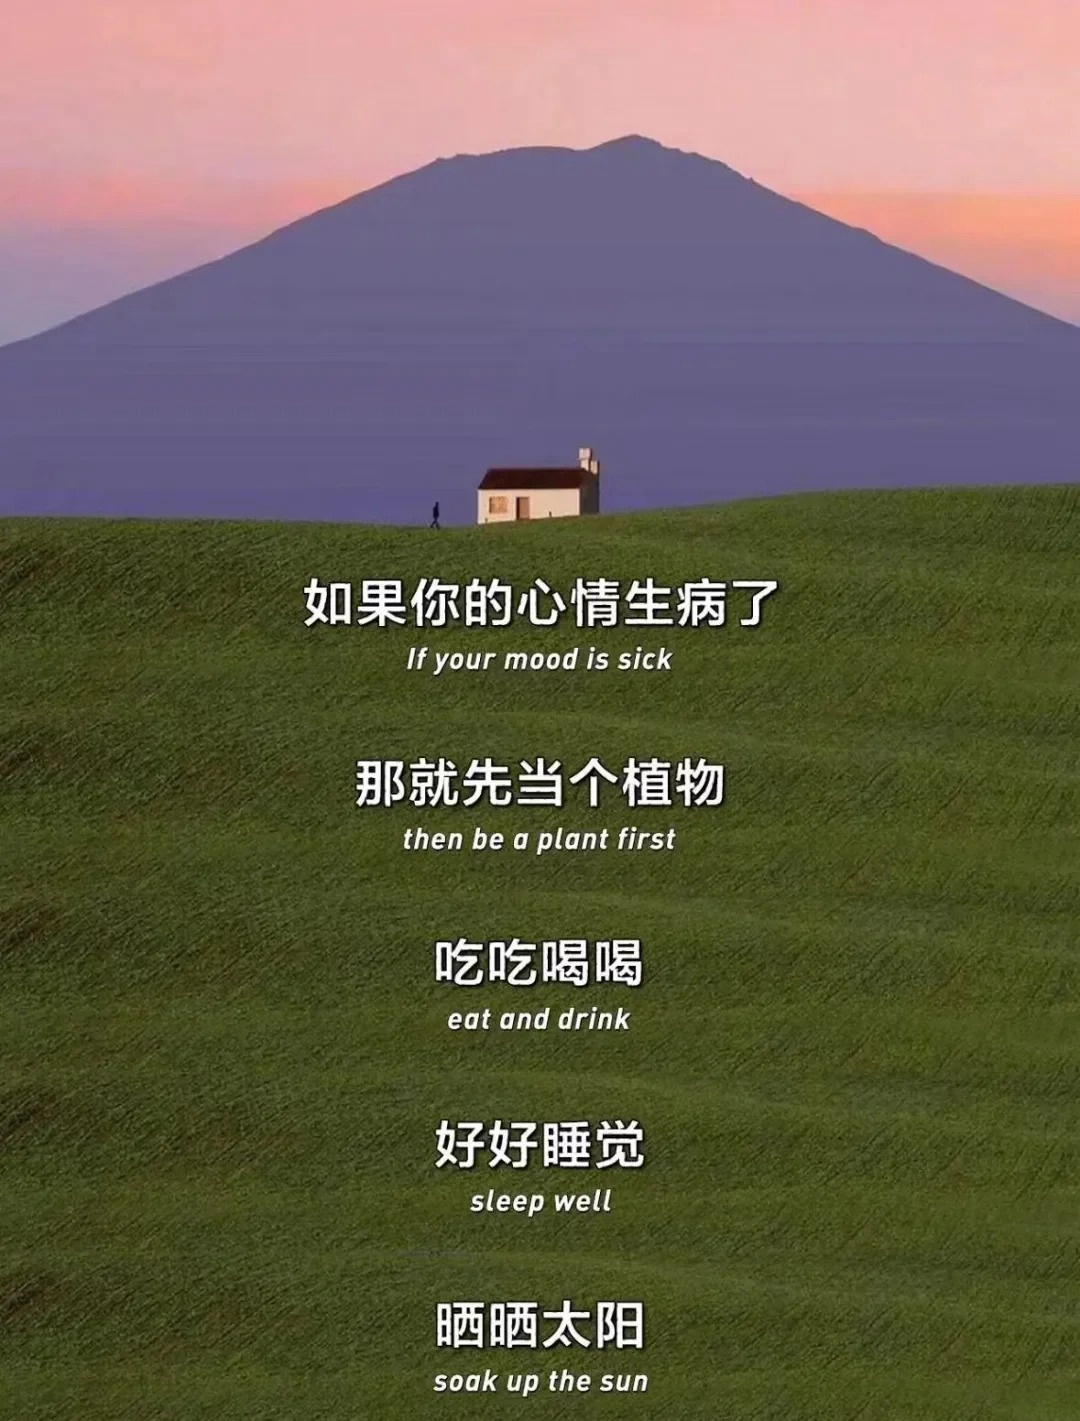 如果你的心情生病了
If your mood is sick
那就先当个植物
then be a plant first
吃吃喝喝
eat and drink
好好睡觉
sleep well
晒晒太阳
soak up the sun